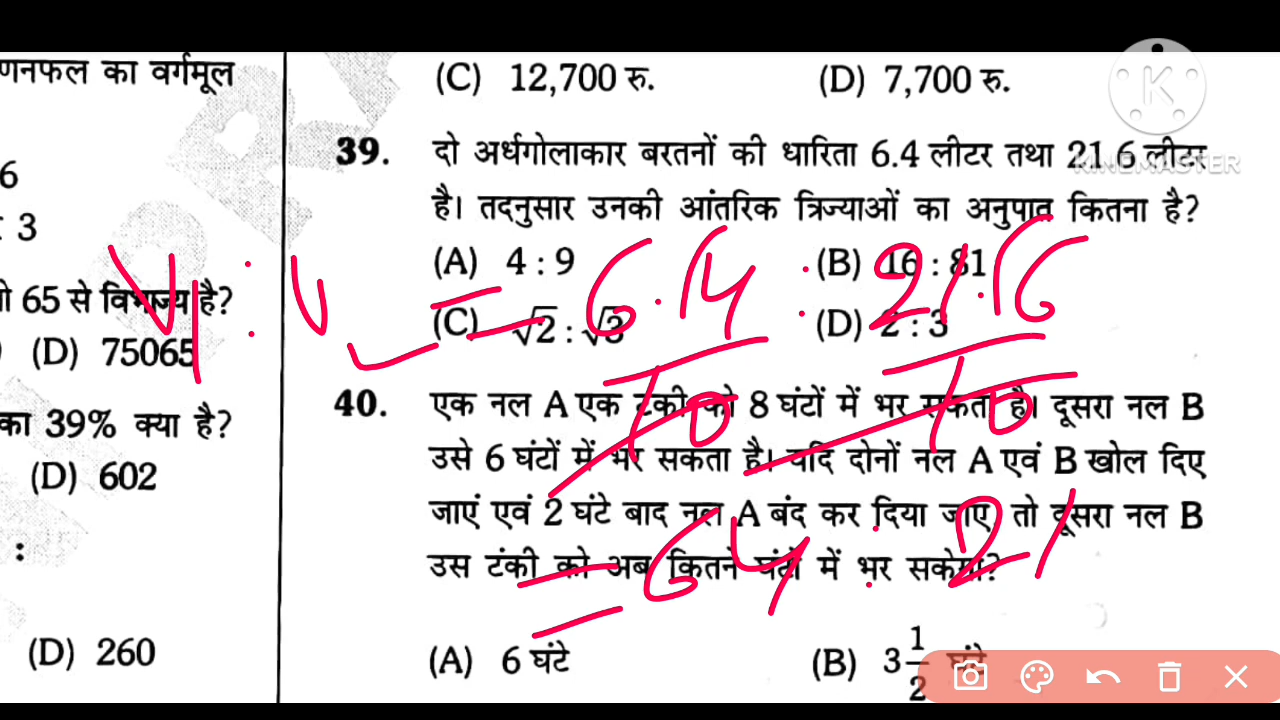 णनफल का वर्गमूल
6
: 3
ो 65 से विभाज्य है?
(D) 75065
का 39% क्या है?
(D) 602
:
(D) 260
(C) 12,700 रु. (D) 7,700 रु.
39. दो अर्धगोलाकार बरतनों की धारिता 6.4 लीटर तथा 21.6 लीटर
है। तदनुसार उनकी आंतरिक त्रिज्याओं का अनुपात कितना है?
(A) 4 : 9 (B) 16 : 81
(C) √2 : √3 (D) 2 : 3
40. एक नल A एक टंकी को 8 घंटों में भर सकता है। दूसरा नल B
उसे 6 घंटों में भर सकता है। यदि दोनों नल A एवं B खोल दिए
जाएं एवं 2 घंटे बाद नल A बंद कर दिया जाए, तो दूसरा नल B
उस टंकी को अब कितने घंटों में भर सकेगा?
(A) 6 घंटे (B) 3 1/2 घंटे
V1 : V = 6.4/10 : 21.6/10
= 64 : 21
K
KINEMASTER